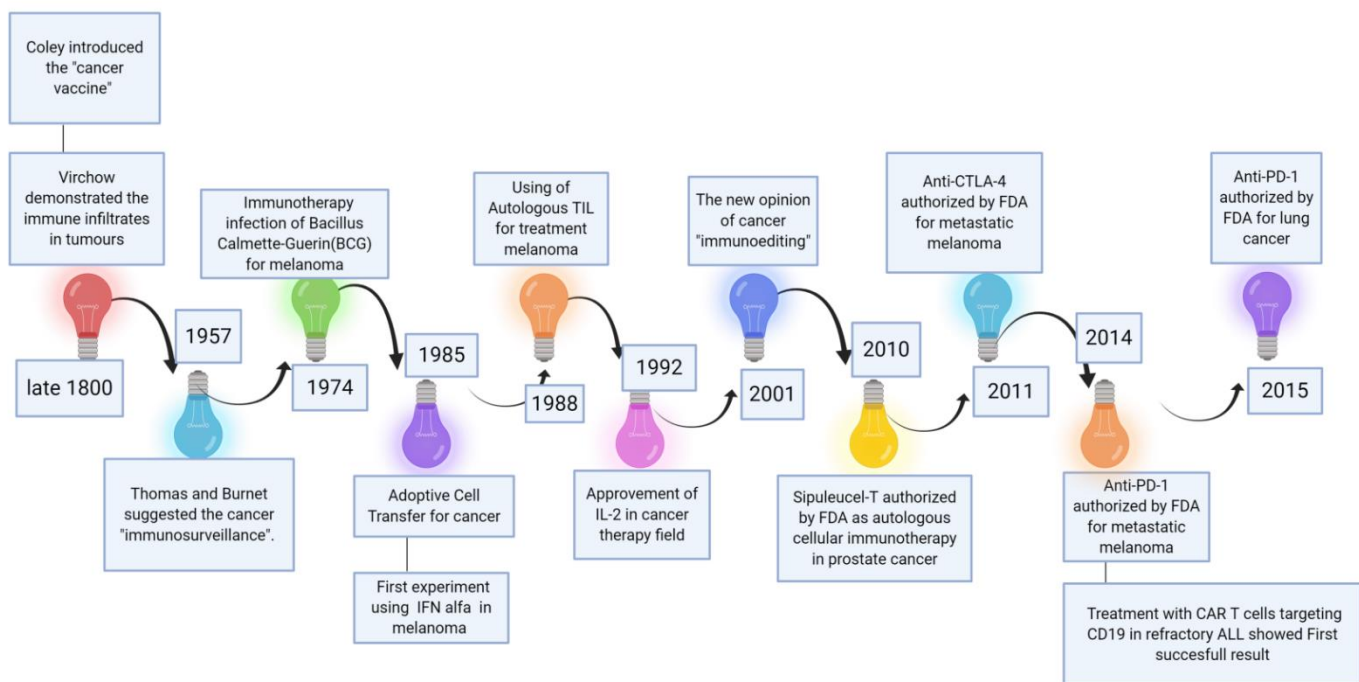 Coley introduced
the "cancer
vaccine"
Virchow
demonstrated the
immune infiltrates
in tumours
late 1800
1957
Thomas and Burnet
suggested the cancer
"immunosurveillance".
Immunotherapy
infection of Bacillus
Calmette-Guerin(BCG)
for melanoma
1974
1985
Adoptive Cell
Transfer for cancer
First experiment
using IFN alfa in
melanoma
Using of
Autologous TIL
for treatment
melanoma
1988
1992
Approvement of
IL-2 in cancer
therapy field
The new opinion
of cancer
"immunoediting"
2001
2010
Sipuleucel-T authorized
by FDA as autologous
cellular immunotherapy
in prostate cancer
Anti-CTLA-4
authorized by FDA
for metastatic
melanoma
2011
2014
Anti-PD-1
authorized by FDA
for metastatic
melanoma
Treatment with CAR T cells targeting
CD19 in refractory ALL showed First
succesfull result
Anti-PD-1
authorized by
FDA for lung
cancer
2015